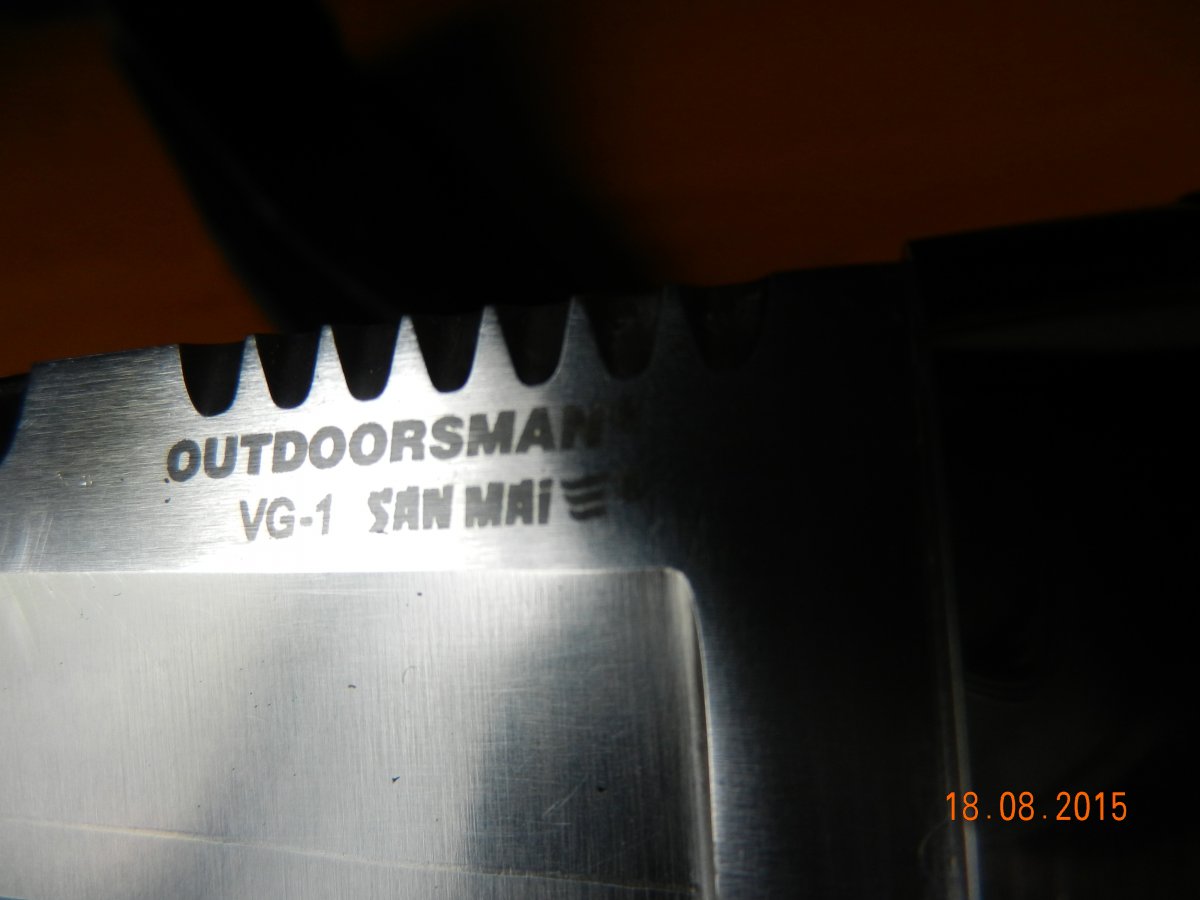 OUTDOORSMAN
VG-1 SAN MAI
18.08.2015